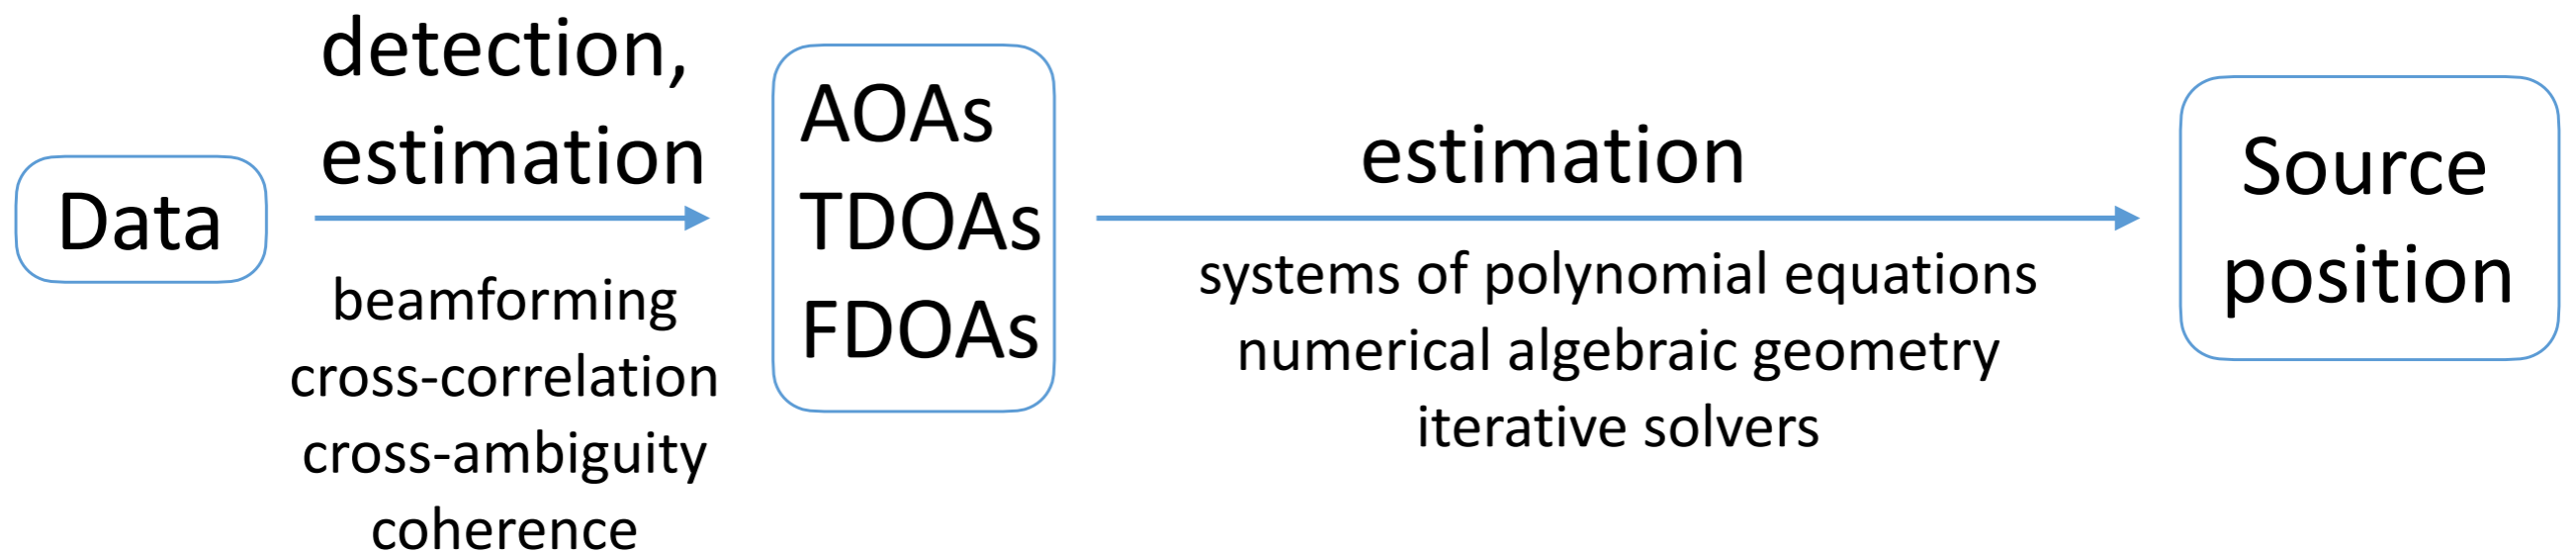 Data
detection,
estimation
beamforming
cross-correlation
cross-ambiguity
coherence
AOAs
TDOAs
FDOAs
estimation
systems of polynomial equations
numerical algebraic geometry
iterative solvers
Source
position